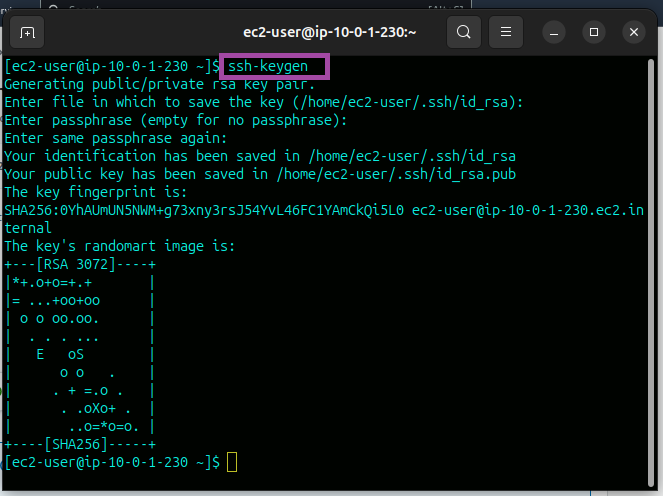 ec2-user@ip-10-0-1-230:~
[ec2-user@ip-10-0-1-230 ~]$ ssh-keygen
Generating public/private rsa key pair.
Enter file in which to save the key (/home/ec2-user/.ssh/id_rsa):
Enter passphrase (empty for no passphrase):
Enter same passphrase again:
Your identification has been saved in /home/ec2-user/.ssh/id_rsa
Your public key has been saved in /home/ec2-user/.ssh/id_rsa.pub
The key fingerprint is:
SHA256:0YhAUmUN5NWM+g73xny3rsJ54YvL46FC1YAmCkQi5L0 ec2-user@ip-10-0-1-230.ec2.in
ternal
The key's randomart image is:
+---[RSA 3072]----+
|*+.o+o=+.+       |
|= ...+oo+oo      |
| o o oo.oo.      |
|  . . . ...      |
|   E   oS        |
|      o o   .    |
|     . + =.o .   |
|      . .oXo+ .  |
|       ..o=*o=o. |
+----[SHA256]-----+
[ec2-user@ip-10-0-1-230 ~]$